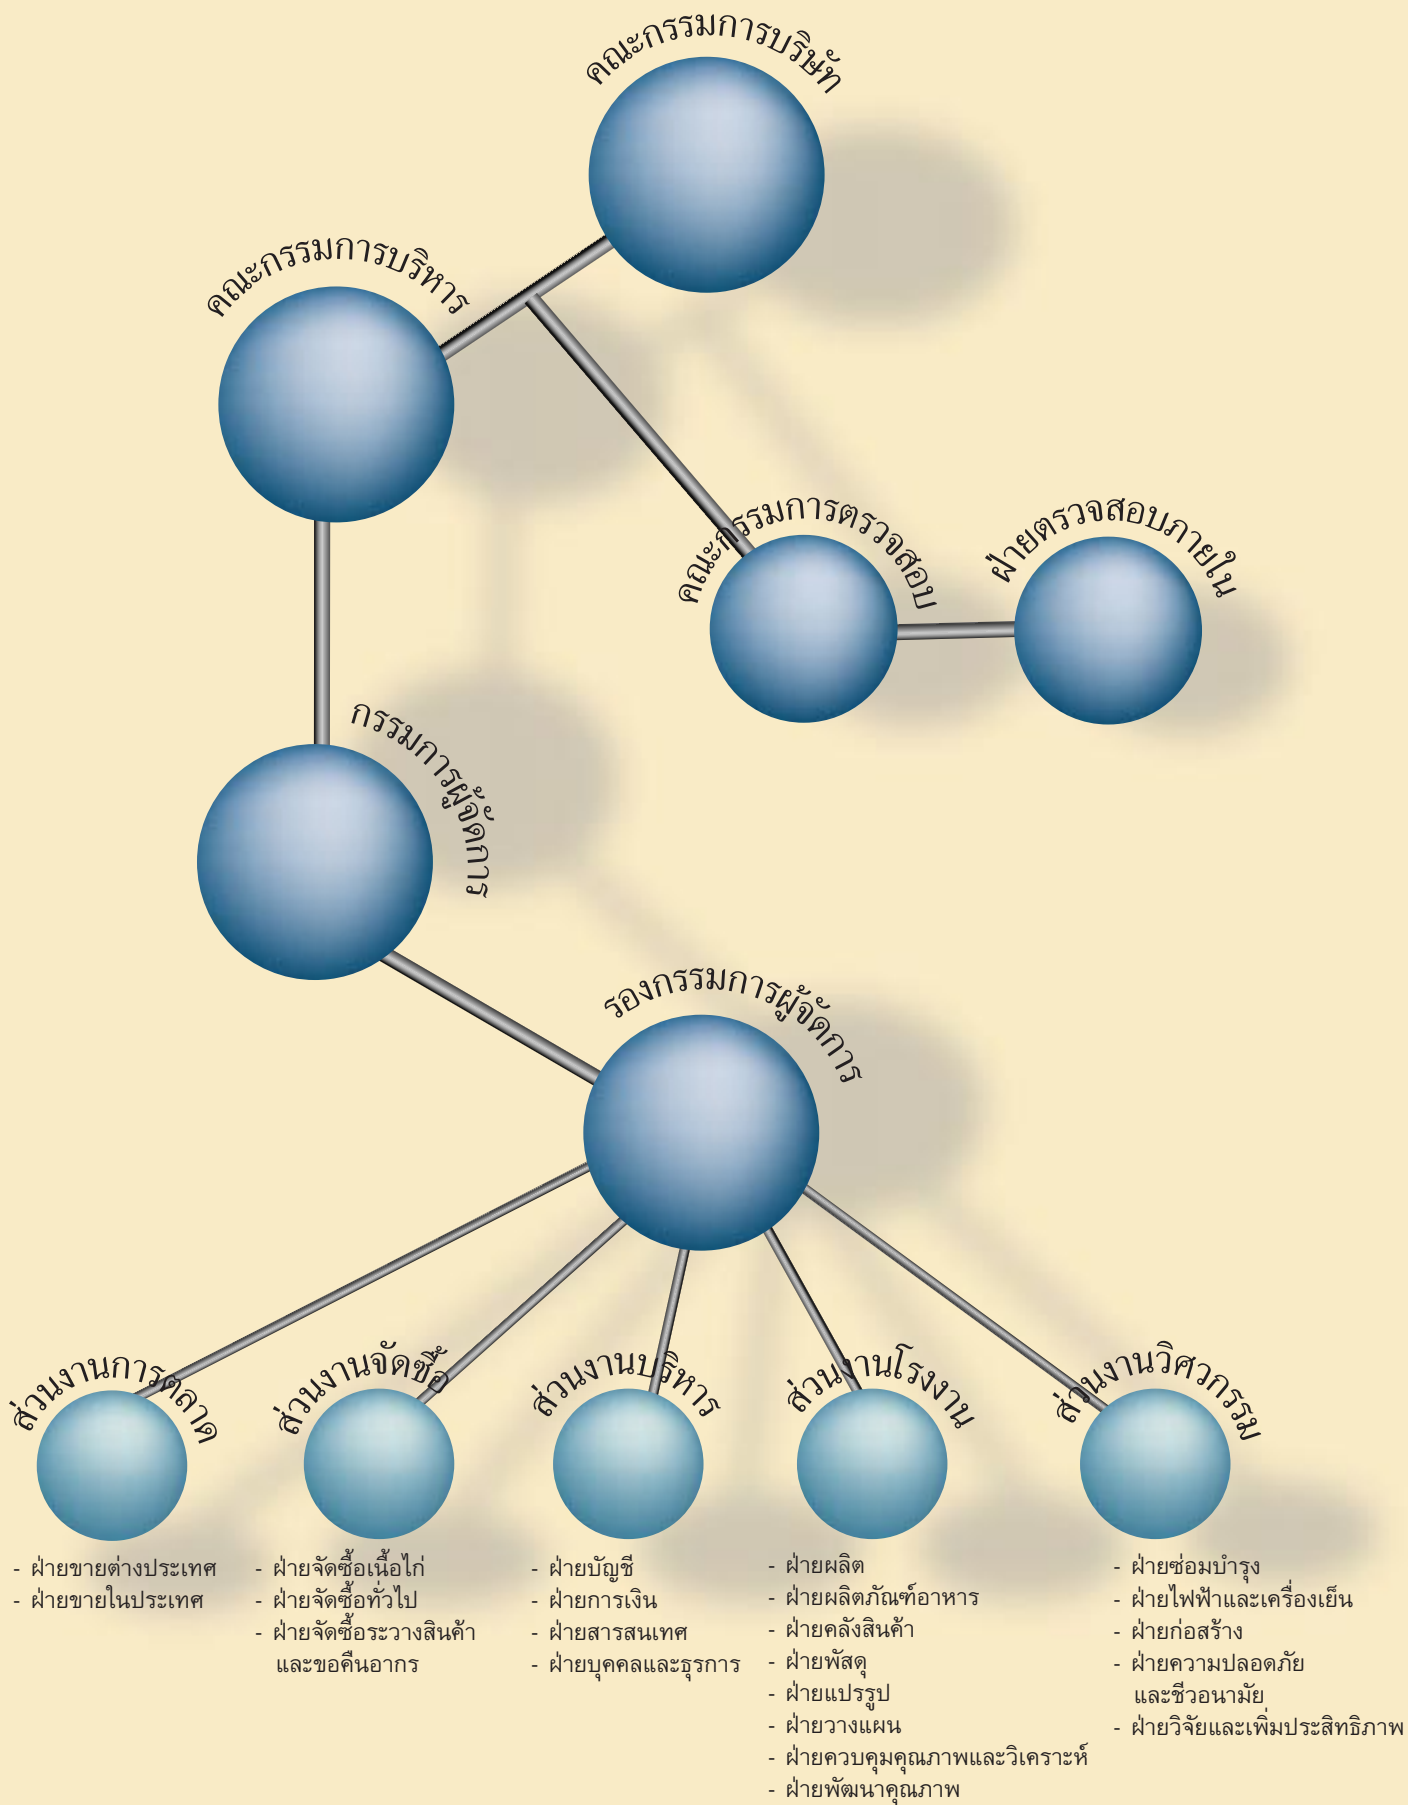 คณะกรรมการบริษัท
คณะกรรมการบริหาร
คณะกรรมการตรวจสอบ
ฝ่ายตรวจสอบภายใน
กรรมการผู้จัดการ
รองกรรมการผู้จัดการ
ส่วนงานการตลาด
- ฝ่ายขายต่างประเทศ
- ฝ่ายขายในประเทศ
ส่วนงานจัดซื้อ
- ฝ่ายจัดซื้อเนื้อไก่
- ฝ่ายจัดซื้อทั่วไป
- ฝ่ายจัดซื้อระวางสินค้า
และขอคืนอากร
ส่วนงานบริหาร
- ฝ่ายบัญชี
- ฝ่ายการเงิน
- ฝ่ายสารสนเทศ
- ฝ่ายบุคคลและธุรการ
ส่วนงานโรงงาน
- ฝ่ายผลิต
- ฝ่ายผลิตภัณฑ์อาหาร
- ฝ่ายคลังสินค้า
- ฝ่ายพัสดุ
- ฝ่ายแปรรูป
- ฝ่ายวางแผน
- ฝ่ายควบคุมคุณภาพและวิเคราะห์
- ฝ่ายพัฒนาคุณภาพ
ส่วนงานวิศวกรรม
- ฝ่ายซ่อมบำรุง
- ฝ่ายไฟฟ้าและเครื่องเย็น
- ฝ่ายก่อสร้าง
- ฝ่ายความปลอดภัย
และชีวอนามัย
- ฝ่ายวิจัยและเพิ่มประสิทธิภาพ